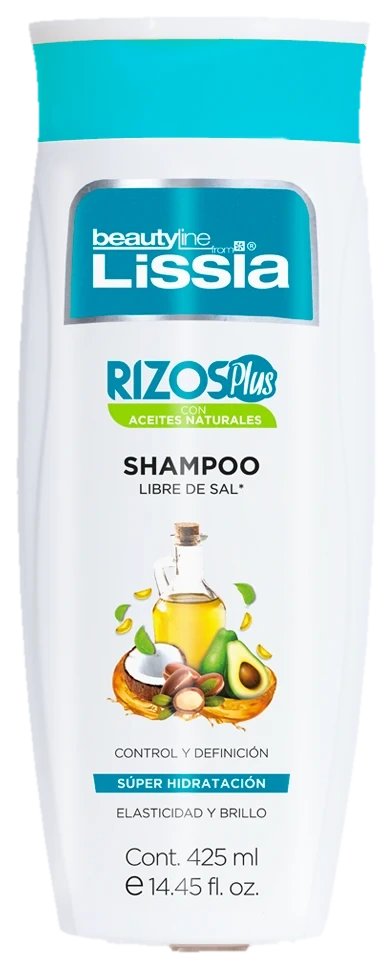 beautyline
from ®
Lissia
RIZOS Plus
CON
ACEITES NATURALES
SHAMPOO
LIBRE DE SAL*
CONTROL Y DEFINICIÓN
SÚPER HIDRATACIÓN
ELASTICIDAD Y BRILLO
Cont. 425 ml
℮ 14.45 fl. oz.